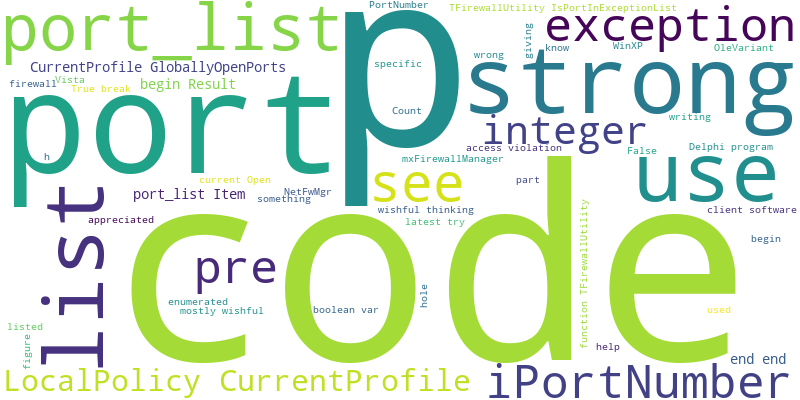 PortNumber
TFirewallUtility IsPortInExceptionList
port_list
p
exception
giving
wrong
know
WinXP
OleVariant
CurrentProfile GloballyOpenPorts
specific
strong
firewall
Vista
True break
begin Result
port
Count
writing
integer
access violation
False
Delphi program
h
mxFirewallManager
use
current Open
see
part
list
port_list Item
NetFwMgr
something
wishful thinking
client software
appreciated
latest try
code
function TFirewallUtility
begin
pre
enumerated
mostly wishful
boolean var
hole
used
listed
figure
help
end end
LocalPolicy CurrentProfile
iPortNumber